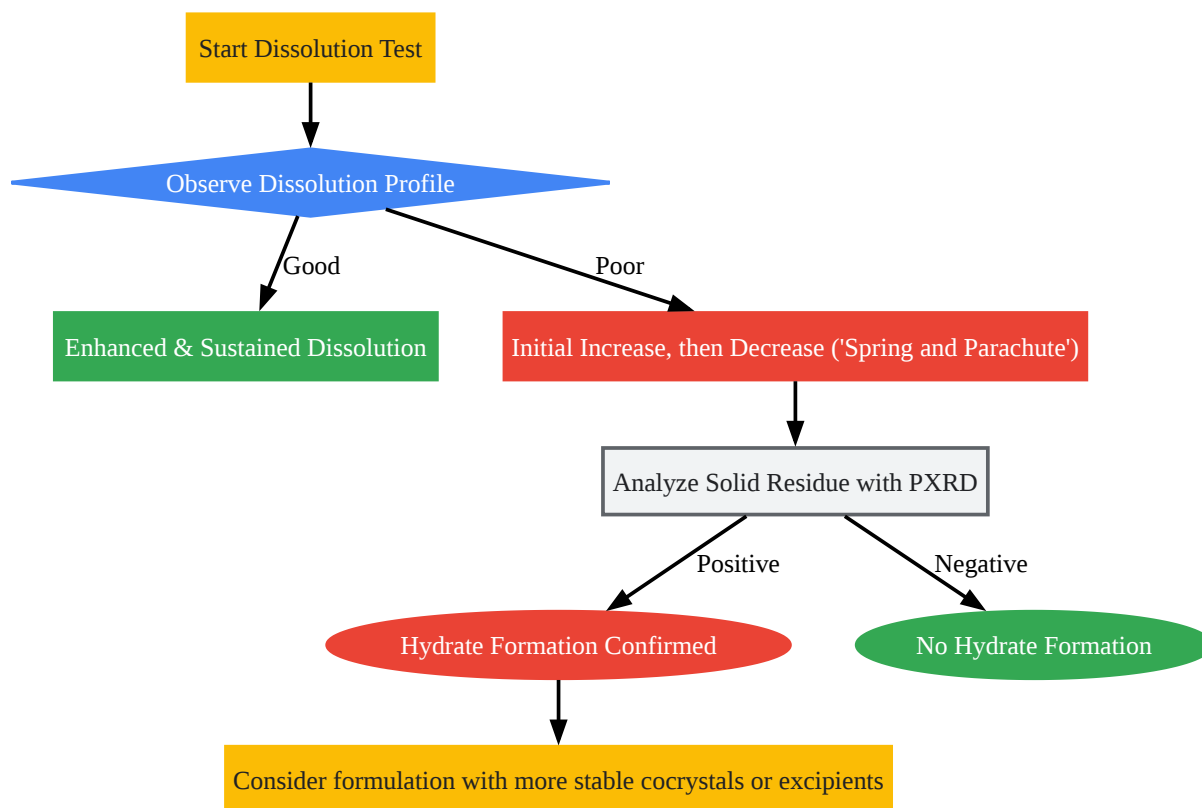 Start Dissolution Test
Observe Dissolution Profile
Good
Poor
Enhanced & Sustained Dissolution
Initial Increase, then Decrease ('Spring and Parachute')
Analyze Solid Residue with PXRD
Positive
Negative
Hydrate Formation Confirmed
No Hydrate Formation
Consider formulation with more stable cocrystals or excipients